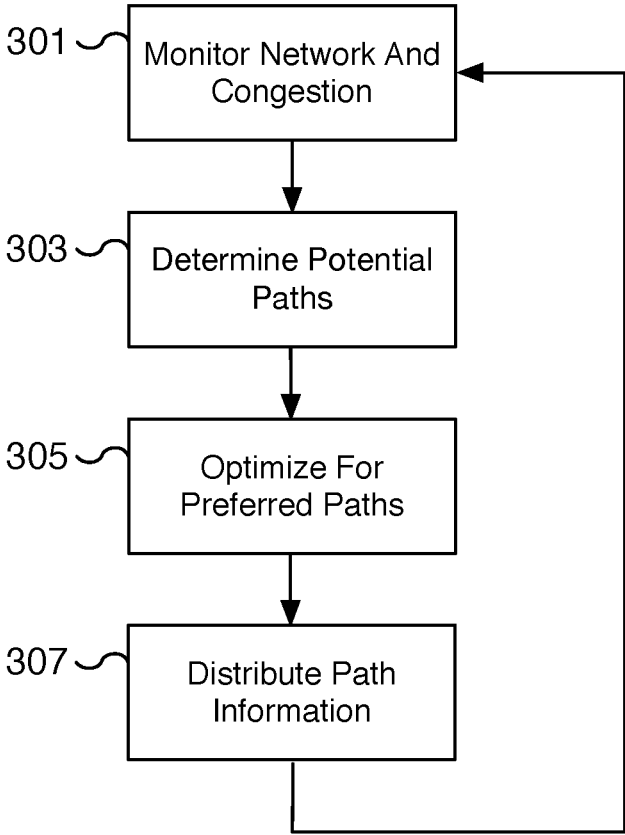 301
Monitor Network And
Congestion
303
Determine Potential
Paths
305
Optimize For
Preferred Paths
307
Distribute Path
Information